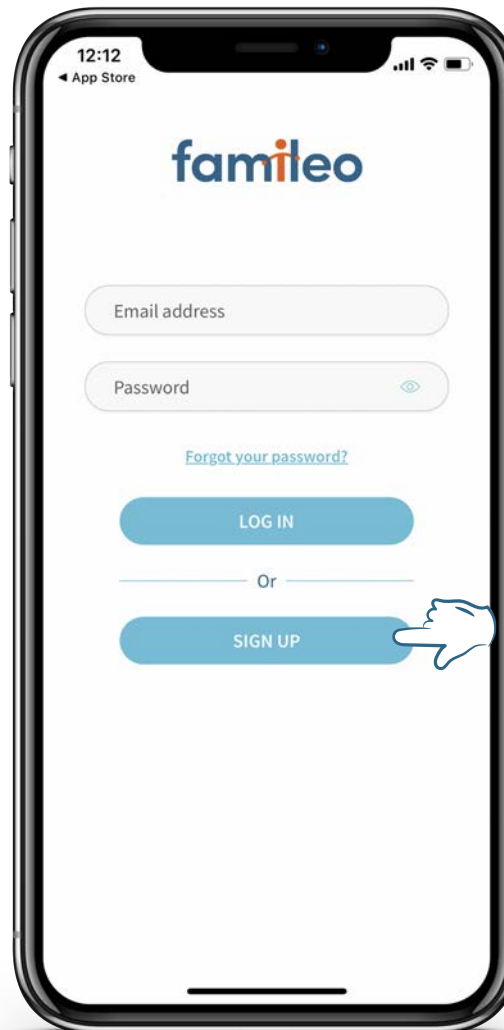 12:12
◀ App Store
famileo
Email address
Password
Forgot your password?
LOG IN
Or
SIGN UP